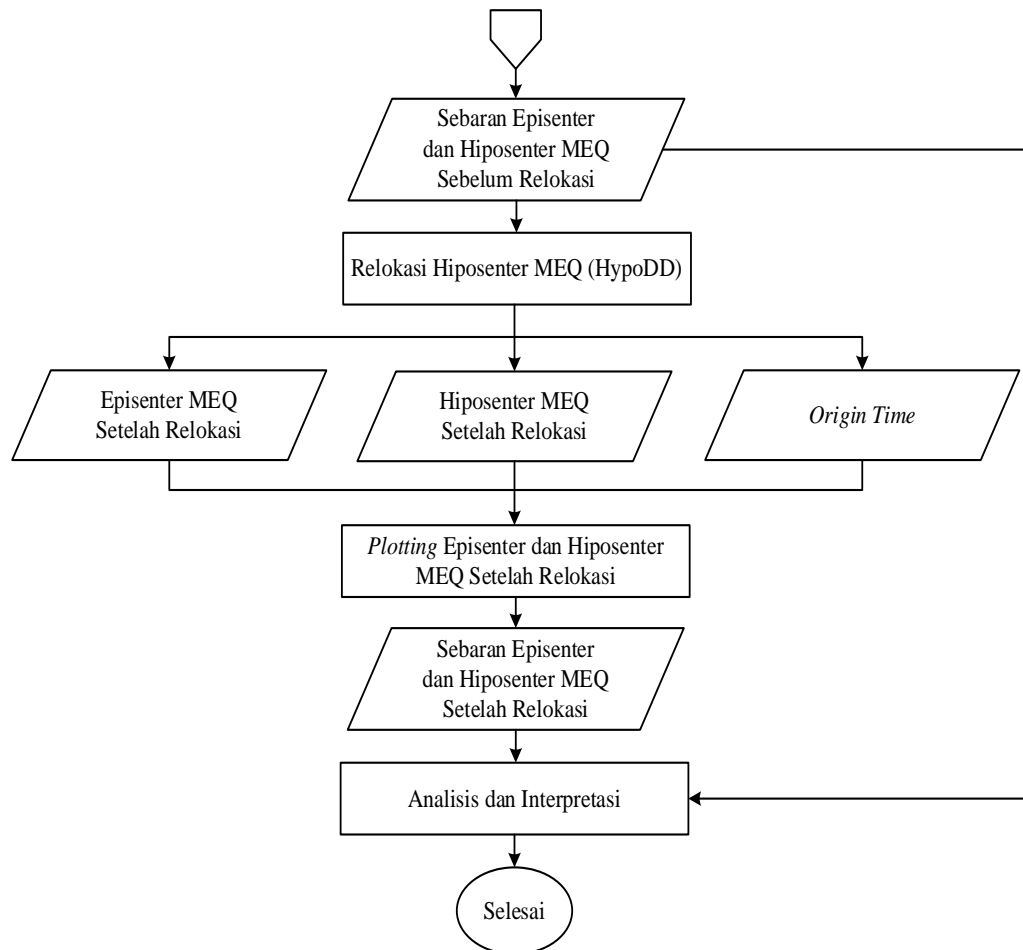 Sebaran Episenter
dan Hiposenter MEQ
Sebelum Relokasi
Relokasi Hiposenter MEQ (HypoDD)
Episenter MEQ
Setelah Relokasi
Hiposenter MEQ
Setelah Relokasi
Origin Time
Plotting Episenter dan Hiposenter
MEQ Setelah Relokasi
Sebaran Episenter
dan Hiposenter MEQ
Setelah Relokasi
Analisis dan Interpretasi
Selesai